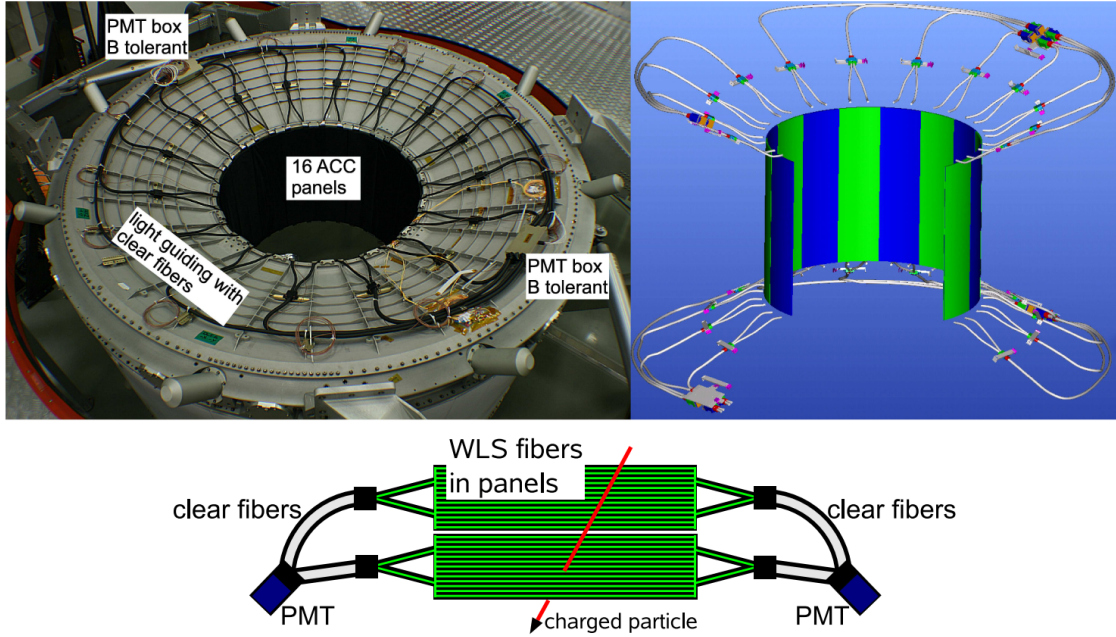 PMT box
B tolerant
16 ACC
panels
light guiding with
clear fibers
PMT box
B tolerant
WLS fibers
in panels
clear fibers
clear fibers
PMT
PMT
charged particle